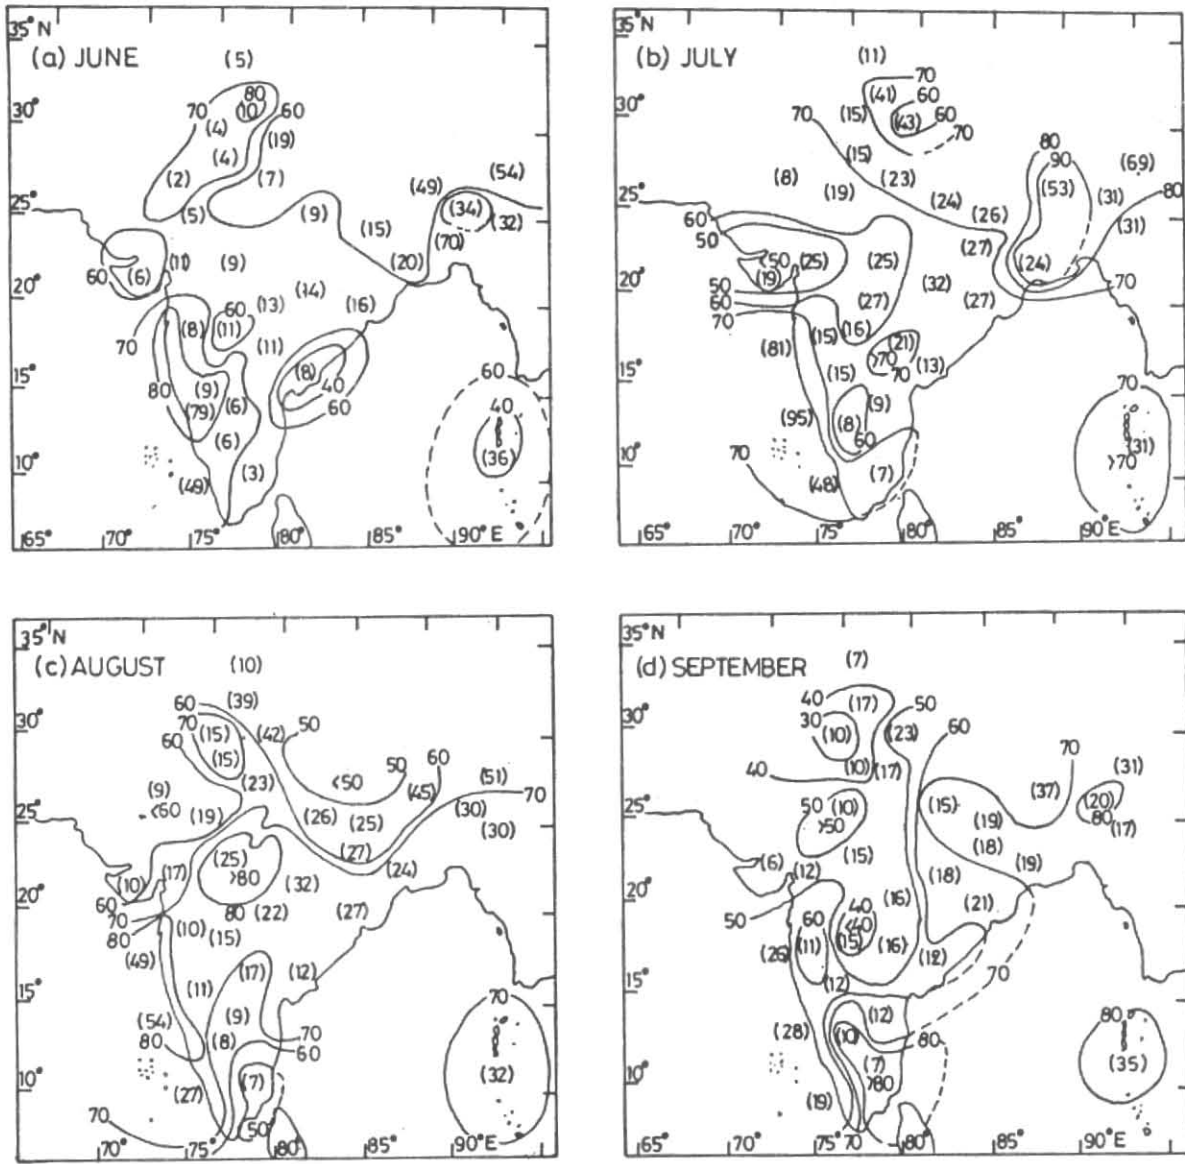 35°N
(a) JUNE
(5)
30°
70 80 60
(10)
(4) (19)
(4)
(2) (7)
25°
(5) (9) (49) (54)
(34)
(15) (32)
(70)
60 (6) (11) (9) (20)
20°
60 (13) 14 (16)
70 (8) (11)
(11)
15°
80 (9) (8) 60
(79) (6) 40
60 40
(6)
10°
(49) (3) (36)
65° 70° 75° 80° 85° 90°E
35°N
(b) JULY
(11)
70
30°
(41) 60
70 (15) (43) 60
70
(15) 80 90 (69)
(8) (19) (23) (53)
25°
60 (24) (26) (31) 80
50 (27) (31)
<50 (25) (25)
(19) (32) (24)
20°
50 (27) (27) 70
60
70 (15) (16) (21)
(81) >70 70 (13)
15°
(15) 70
(9)
(95) (8)
60
10°
70 (48) (7) (31)
>70
65° 70° 75° 80° 85° 90°E
35°N
(c) AUGUST
(10)
60 (39)
30°
70 (15) (42) 50
60 (15)
50 60
(23) <50 (51)
(9) (45) 70
25°
<60 (19) (26) (25) (30)
(30)
(17) (25) (27) (24)
(10) >80 (32)
20°
60 80 (22) (27)
70 (10) (15)
80
(49) (17) (12)
15°
(11) 70
(54) (9)
80 (8) 70
60
10°
(27) (7) (32)
70 50
70° 75° 80° 85° 90°E
35°N
(d) SEPTEMBER
(7)
40 (17) 50
30°
30 (10) (23) 60
(10) (17) 70
40 (31)
50 (10) (15) (37) (20)
25°
>50 (19) 80 (17)
(15) (18)
(6) (12) (18) (19)
20°
50 40 (16) (21)
60 <40
(11) (15) (16)
(26) (12) 70
15°
(12)
(12) 80
(28) (10) 80
(7) (35)
10°
>80
(19)
70° 75° 80° 85° 90°E